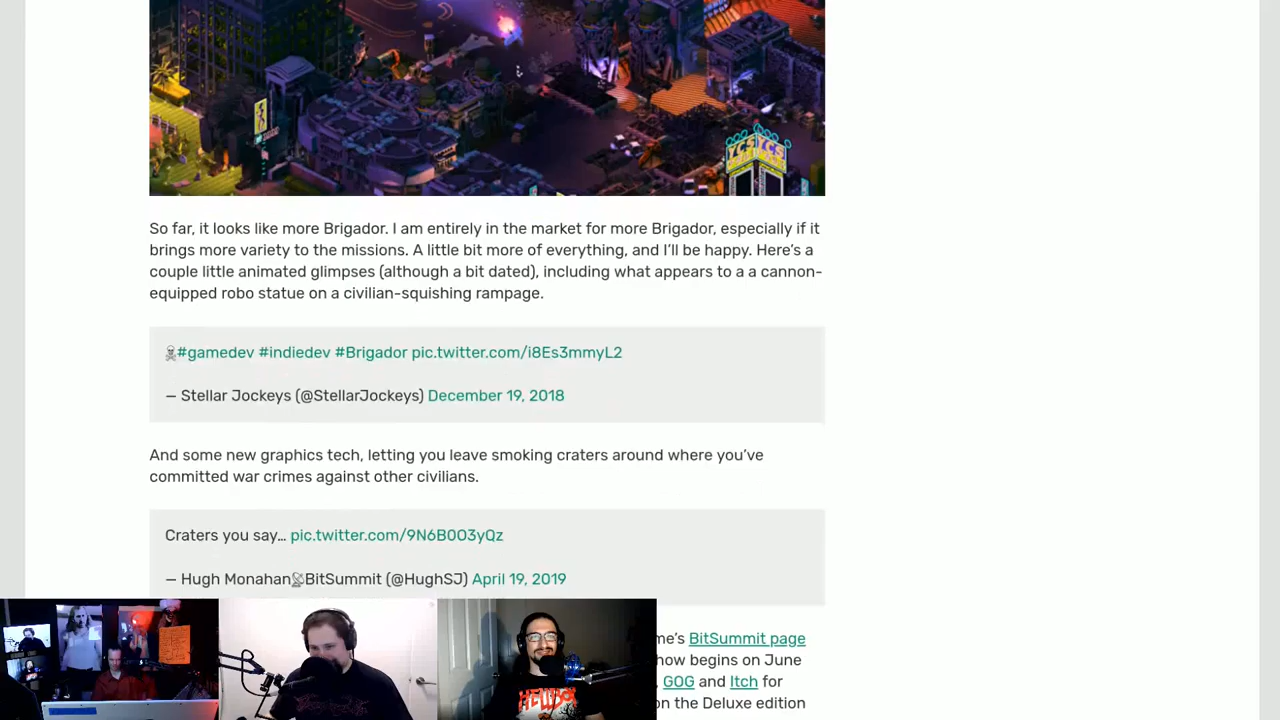 So far, it looks like more Brigador. I am entirely in the market for more Brigador, especially if it
brings more variety to the missions. A little bit more of everything, and I'll be happy. Here's a
couple little animated glimpses (although a bit dated), including what appears to a a cannon-
equipped robo statue on a civilian-squishing rampage.
☠#gamedev #indiedev #Brigador pic.twitter.com/i8Es3mmyL2
— Stellar Jockeys (@StellarJockeys) December 19, 2018
And some new graphics tech, letting you leave smoking craters around where you've
committed war crimes against other civilians.
Craters you say… pic.twitter.com/9N6B0O3yQz
— Hugh Monahan📡BitSummit (@HughSJ) April 19, 2019
me's BitSummit page
how begins on June
, GOG and Itch for
on the Deluxe edition
HELLBOY